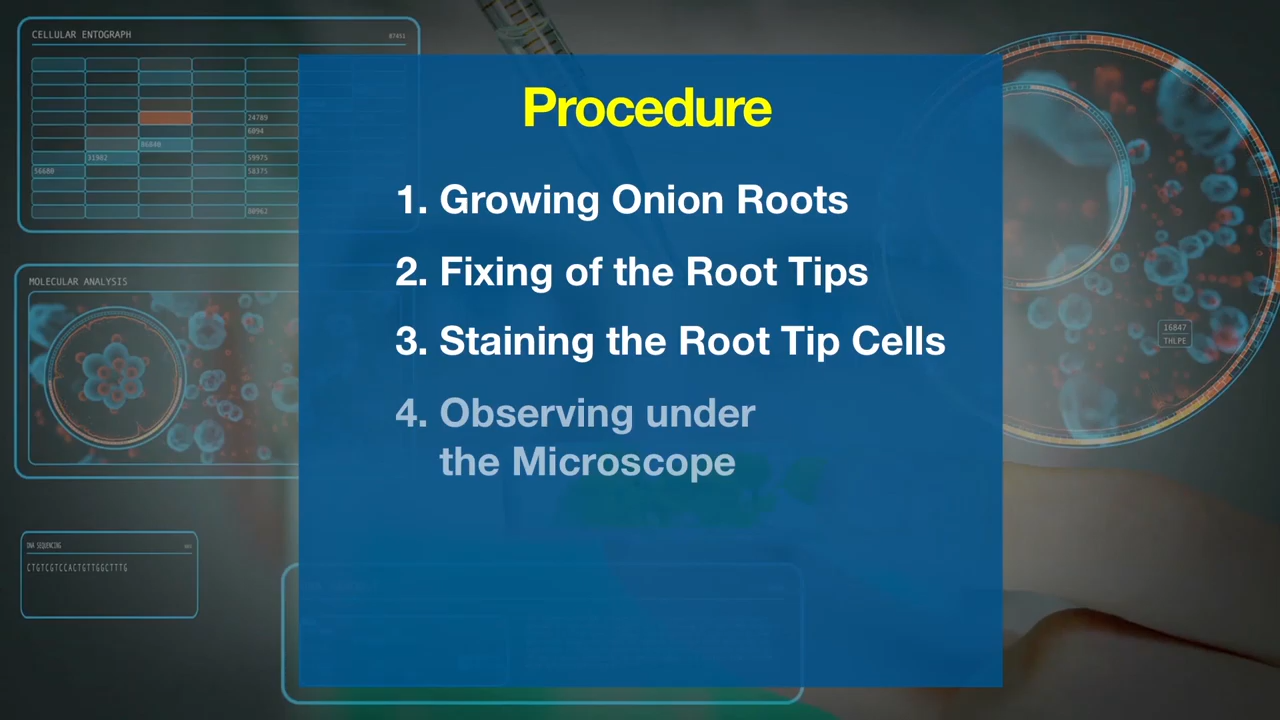 CELLULAR ENTOGRAPH
87451
Procedure
1. Growing Onion Roots
2. Fixing of the Root Tips
3. Staining the Root Tip Cells
4. Observing under
the Microscope
24789
6094
86840
31902
59975
56680
58375
80962
MOLECULAR ANALYSIS
16847
THLPE
DNA SEQUENCING
CTGTCGTCCACTGTTGGCTTTG